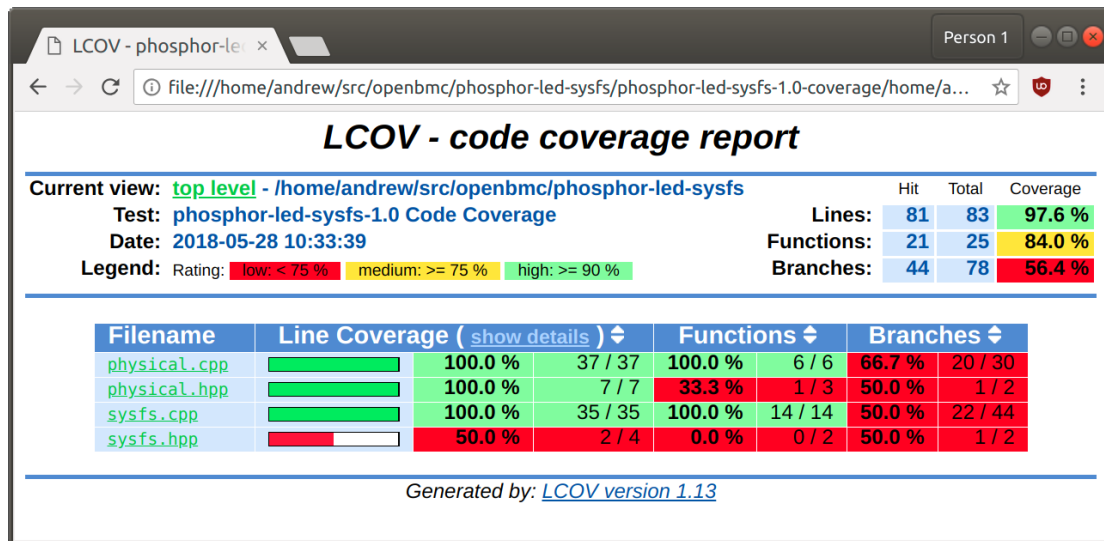 LCOV - phosphor-led
Person 1
file:///home/andrew/src/openbmc/phosphor-led-sysfs/phosphor-led-sysfs-1.0-coverage/home/a...
LCOV - code coverage report
Current view: top level - /home/andrew/src/openbmc/phosphor-led-sysfs Hit Total Coverage
Test: phosphor-led-sysfs-1.0 Code Coverage Lines: 81 83 97.6 %
Date: 2018-05-28 10:33:39 Functions: 21 25 84.0 %
Legend: Rating: low: < 75 % medium: >= 75 % high: >= 90 % Branches: 44 78 56.4 %
Filename Line Coverage ( show details ) Functions Branches
physical.cpp 100.0 % 37 / 37 100.0 % 6 / 6 66.7 % 20 / 30
physical.hpp 100.0 % 7 / 7 33.3 % 1 / 3 50.0 % 1 / 2
sysfs.cpp 100.0 % 35 / 35 100.0 % 14 / 14 50.0 % 22 / 44
sysfs.hpp 50.0 % 2 / 4 0.0 % 0 / 2 50.0 % 1 / 2
Generated by: LCOV version 1.13